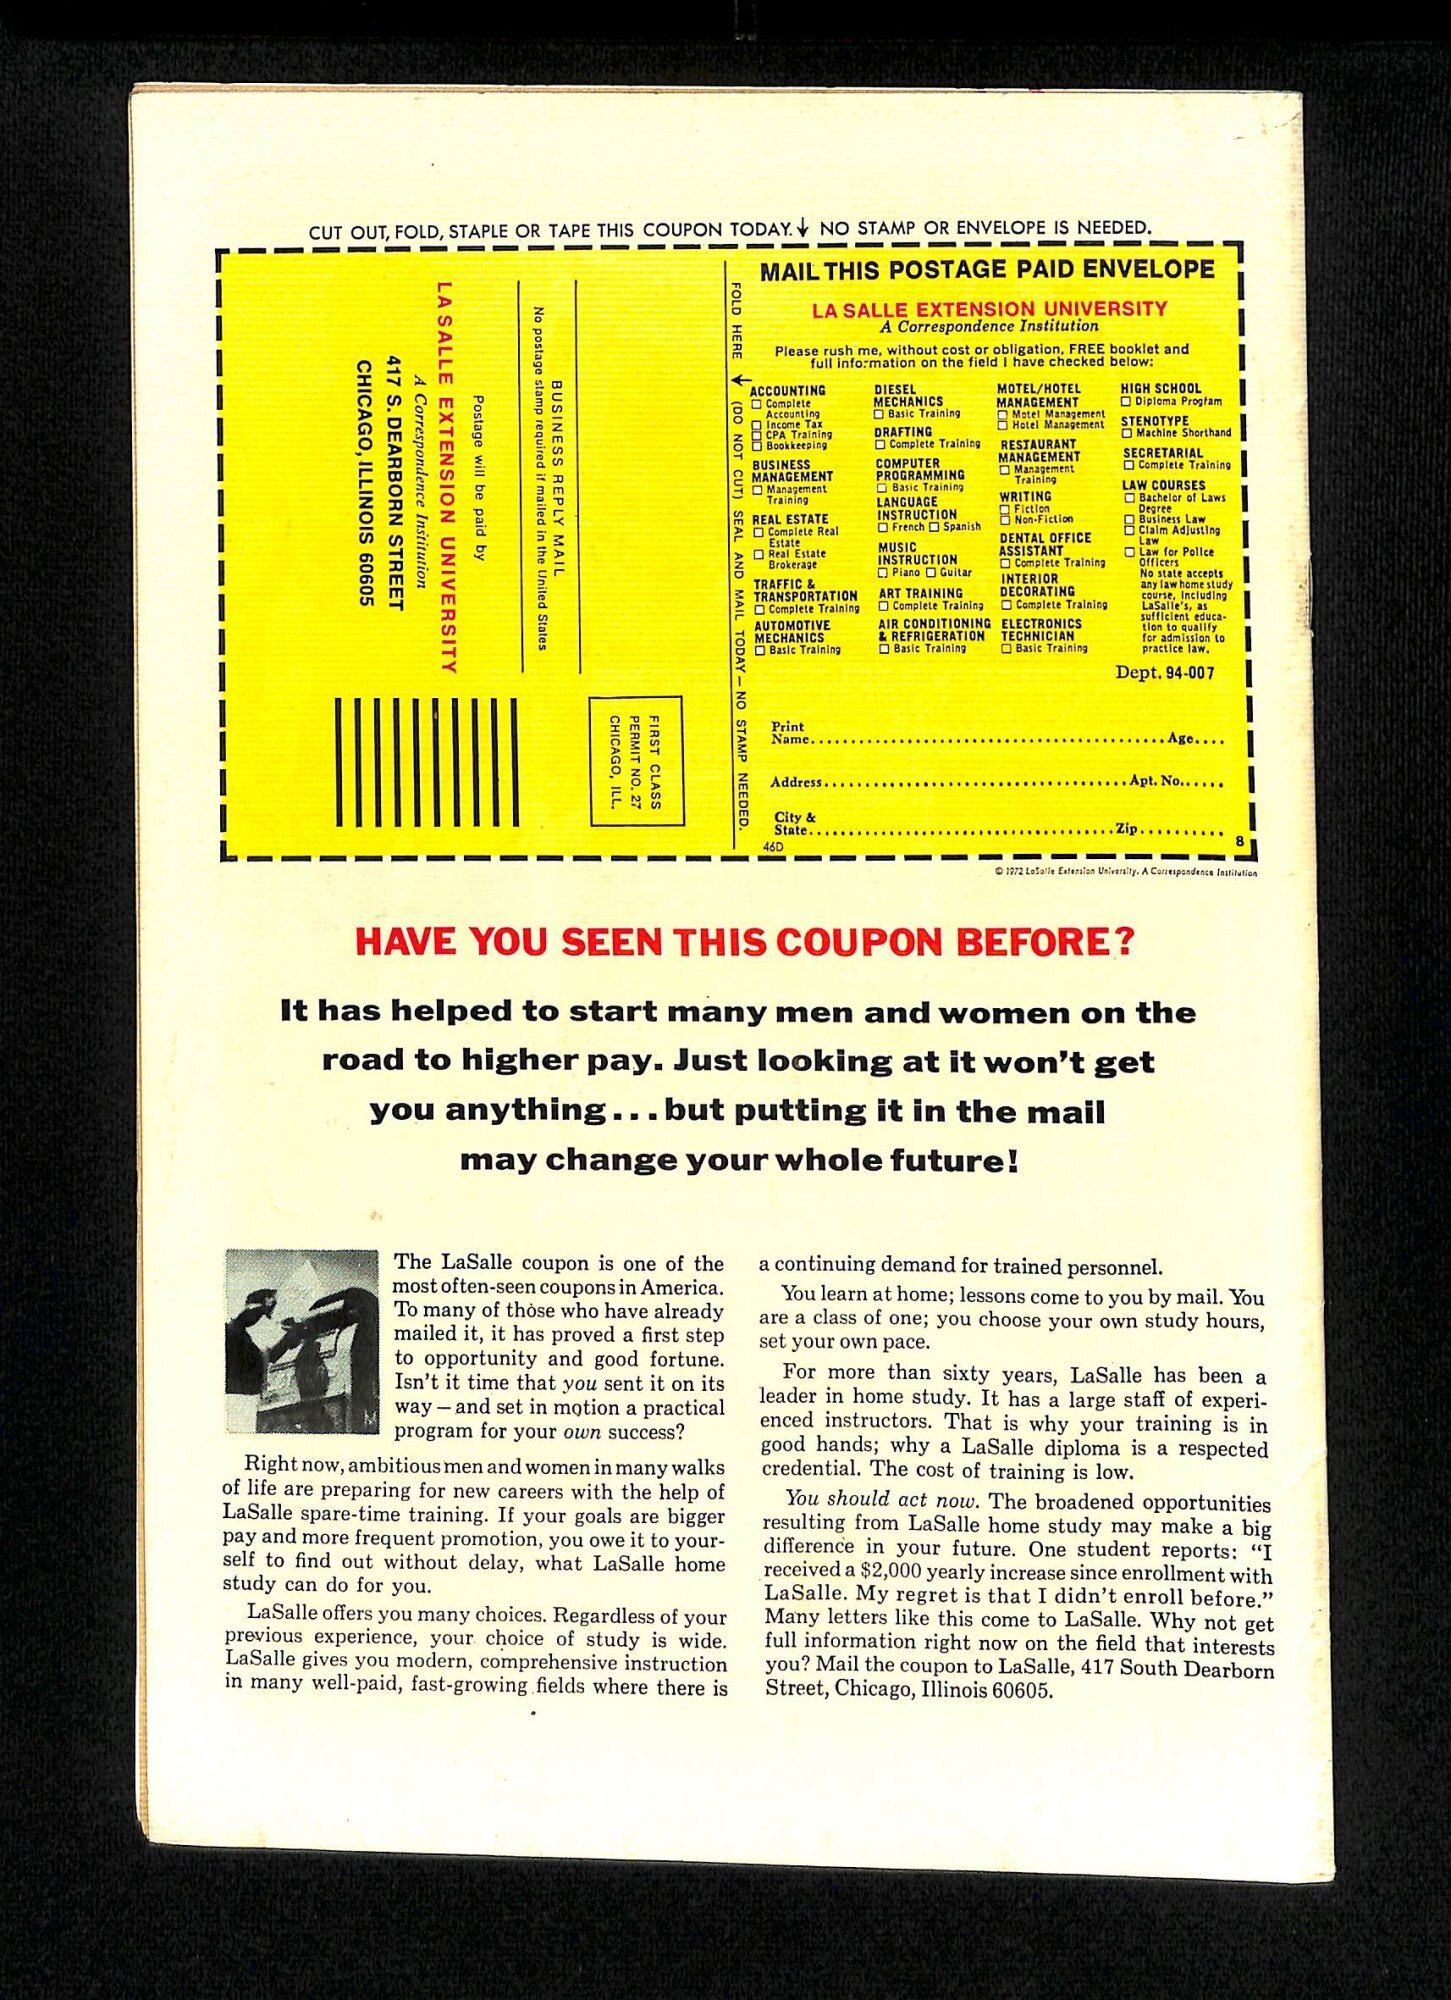 CUT OUT, FOLD, STAPLE OR TAPE THIS COUPON TODAY. ↓ NO STAMP OR ENVELOPE IS NEEDED.
FIRST CLASS
PERMIT NO. 27
CHICAGO, ILL.
BUSINESS REPLY MAIL
No postage stamp required if mailed in the United States
Postage will be paid by
LA SALLE EXTENSION UNIVERSITY
A Correspondence Institution
417 S. DEARBORN STREET
CHICAGO, ILLINOIS 60605
FOLD HERE ↓ (DO NOT CUT) SEAL AND MAIL TODAY — NO STAMP NEEDED.
MAIL THIS POSTAGE PAID ENVELOPE
LA SALLE EXTENSION UNIVERSITY
A Correspondence Institution
Please rush me, without cost or obligation, FREE booklet and
full information on the field I have checked below:
ACCOUNTING
☐ Complete
Accounting
☐ Income Tax
☐ CPA Training
☐ Bookkeeping
BUSINESS
MANAGEMENT
☐ Management
Training
REAL ESTATE
☐ Complete Real
Estate
☐ Real Estate
Brokerage
TRAFFIC &
TRANSPORTATION
☐ Complete Training
AUTOMOTIVE
MECHANICS
☐ Basic Training
DIESEL
MECHANICS
☐ Basic Training
DRAFTING
☐ Complete Training
COMPUTER
PROGRAMMING
☐ Basic Training
LANGUAGE
INSTRUCTION
☐ French ☐ Spanish
MUSIC
INSTRUCTION
☐ Piano ☐ Guitar
ART TRAINING
☐ Complete Training
AIR CONDITIONING
& REFRIGERATION
☐ Basic Training
MOTEL/HOTEL
MANAGEMENT
☐ Motel Management
☐ Hotel Management
RESTAURANT
MANAGEMENT
☐ Management
Training
WRITING
☐ Fiction
☐ Non-Fiction
DENTAL OFFICE
ASSISTANT
☐ Complete Training
INTERIOR
DECORATING
☐ Complete Training
ELECTRONICS
TECHNICIAN
☐ Basic Training
HIGH SCHOOL
☐ Diploma Program
STENOTYPE
☐ Machine Shorthand
SECRETARIAL
☐ Complete Training
LAW COURSES
☐ Bachelor of Laws
Degree
☐ Business Law
☐ Claim Adjusting
Law
☐ Law for Police
Officers
No state accepts
any law home study
course, including
LaSalle's, as
sufficient educa-
tion to qualify
for admission to
practice law.
Dept. 94-007
Print
Name.......................................... Age....
Address.................................... Apt. No......
City &
State.................................... Zip..........
46D 8
© 1972 LaSalle Extension University. A Correspondence Institution
HAVE YOU SEEN THIS COUPON BEFORE?
It has helped to start many men and women on the
road to higher pay. Just looking at it won't get
you anything...but putting it in the mail
may change your whole future!
The LaSalle coupon is one of the
most often-seen coupons in America.
To many of those who have already
mailed it, it has proved a first step
to opportunity and good fortune.
Isn't it time that you sent it on its
way — and set in motion a practical
program for your own success?
Right now, ambitious men and women in many walks
of life are preparing for new careers with the help of
LaSalle spare-time training. If your goals are bigger
pay and more frequent promotion, you owe it to your-
self to find out without delay, what LaSalle home
study can do for you.
LaSalle offers you many choices. Regardless of your
previous experience, your choice of study is wide.
LaSalle gives you modern, comprehensive instruction
in many well-paid, fast-growing fields where there is
a continuing demand for trained personnel.
You learn at home; lessons come to you by mail. You
are a class of one; you choose your own study hours,
set your own pace.
For more than sixty years, LaSalle has been a
leader in home study. It has a large staff of experi-
enced instructors. That is why your training is in
good hands; why a LaSalle diploma is a respected
credential. The cost of training is low.
You should act now. The broadened opportunities
resulting from LaSalle home study may make a big
difference in your future. One student reports: “I
received a $2,000 yearly increase since enrollment with
LaSalle. My regret is that I didn't enroll before.”
Many letters like this come to LaSalle. Why not get
full information right now on the field that interests
you? Mail the coupon to LaSalle, 417 South Dearborn
Street, Chicago, Illinois 60605.